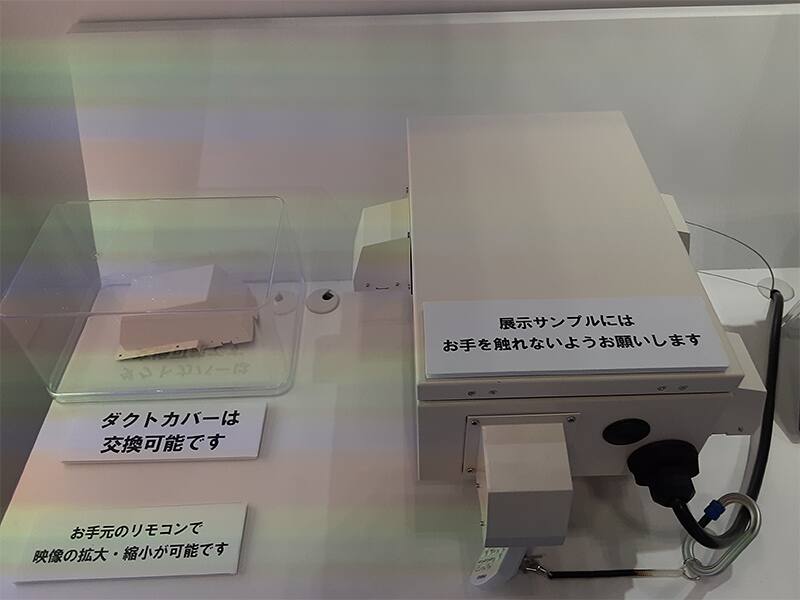 展示サンプルには
お手を触れないようお願いします
ダクトカバーは
交換可能です
お手元のリモコンで
映像の拡大・縮小が可能です